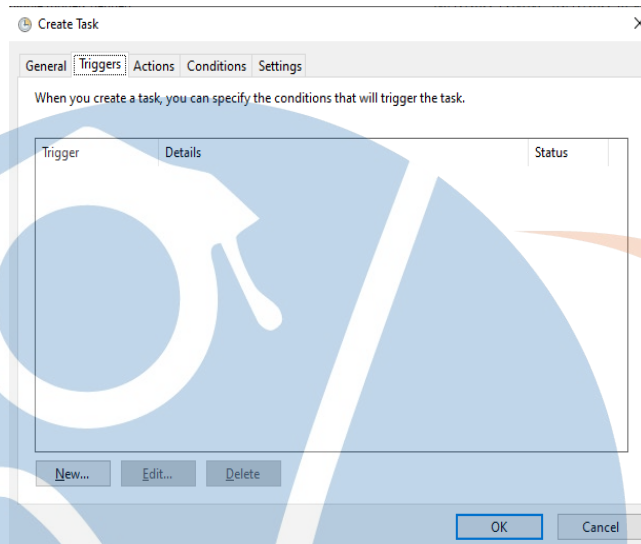 Create Task
General Triggers Actions Conditions Settings
When you create a task, you can specify the conditions that will trigger the task.
Trigger Details Status
New... Edit... Delete
OK Cancel